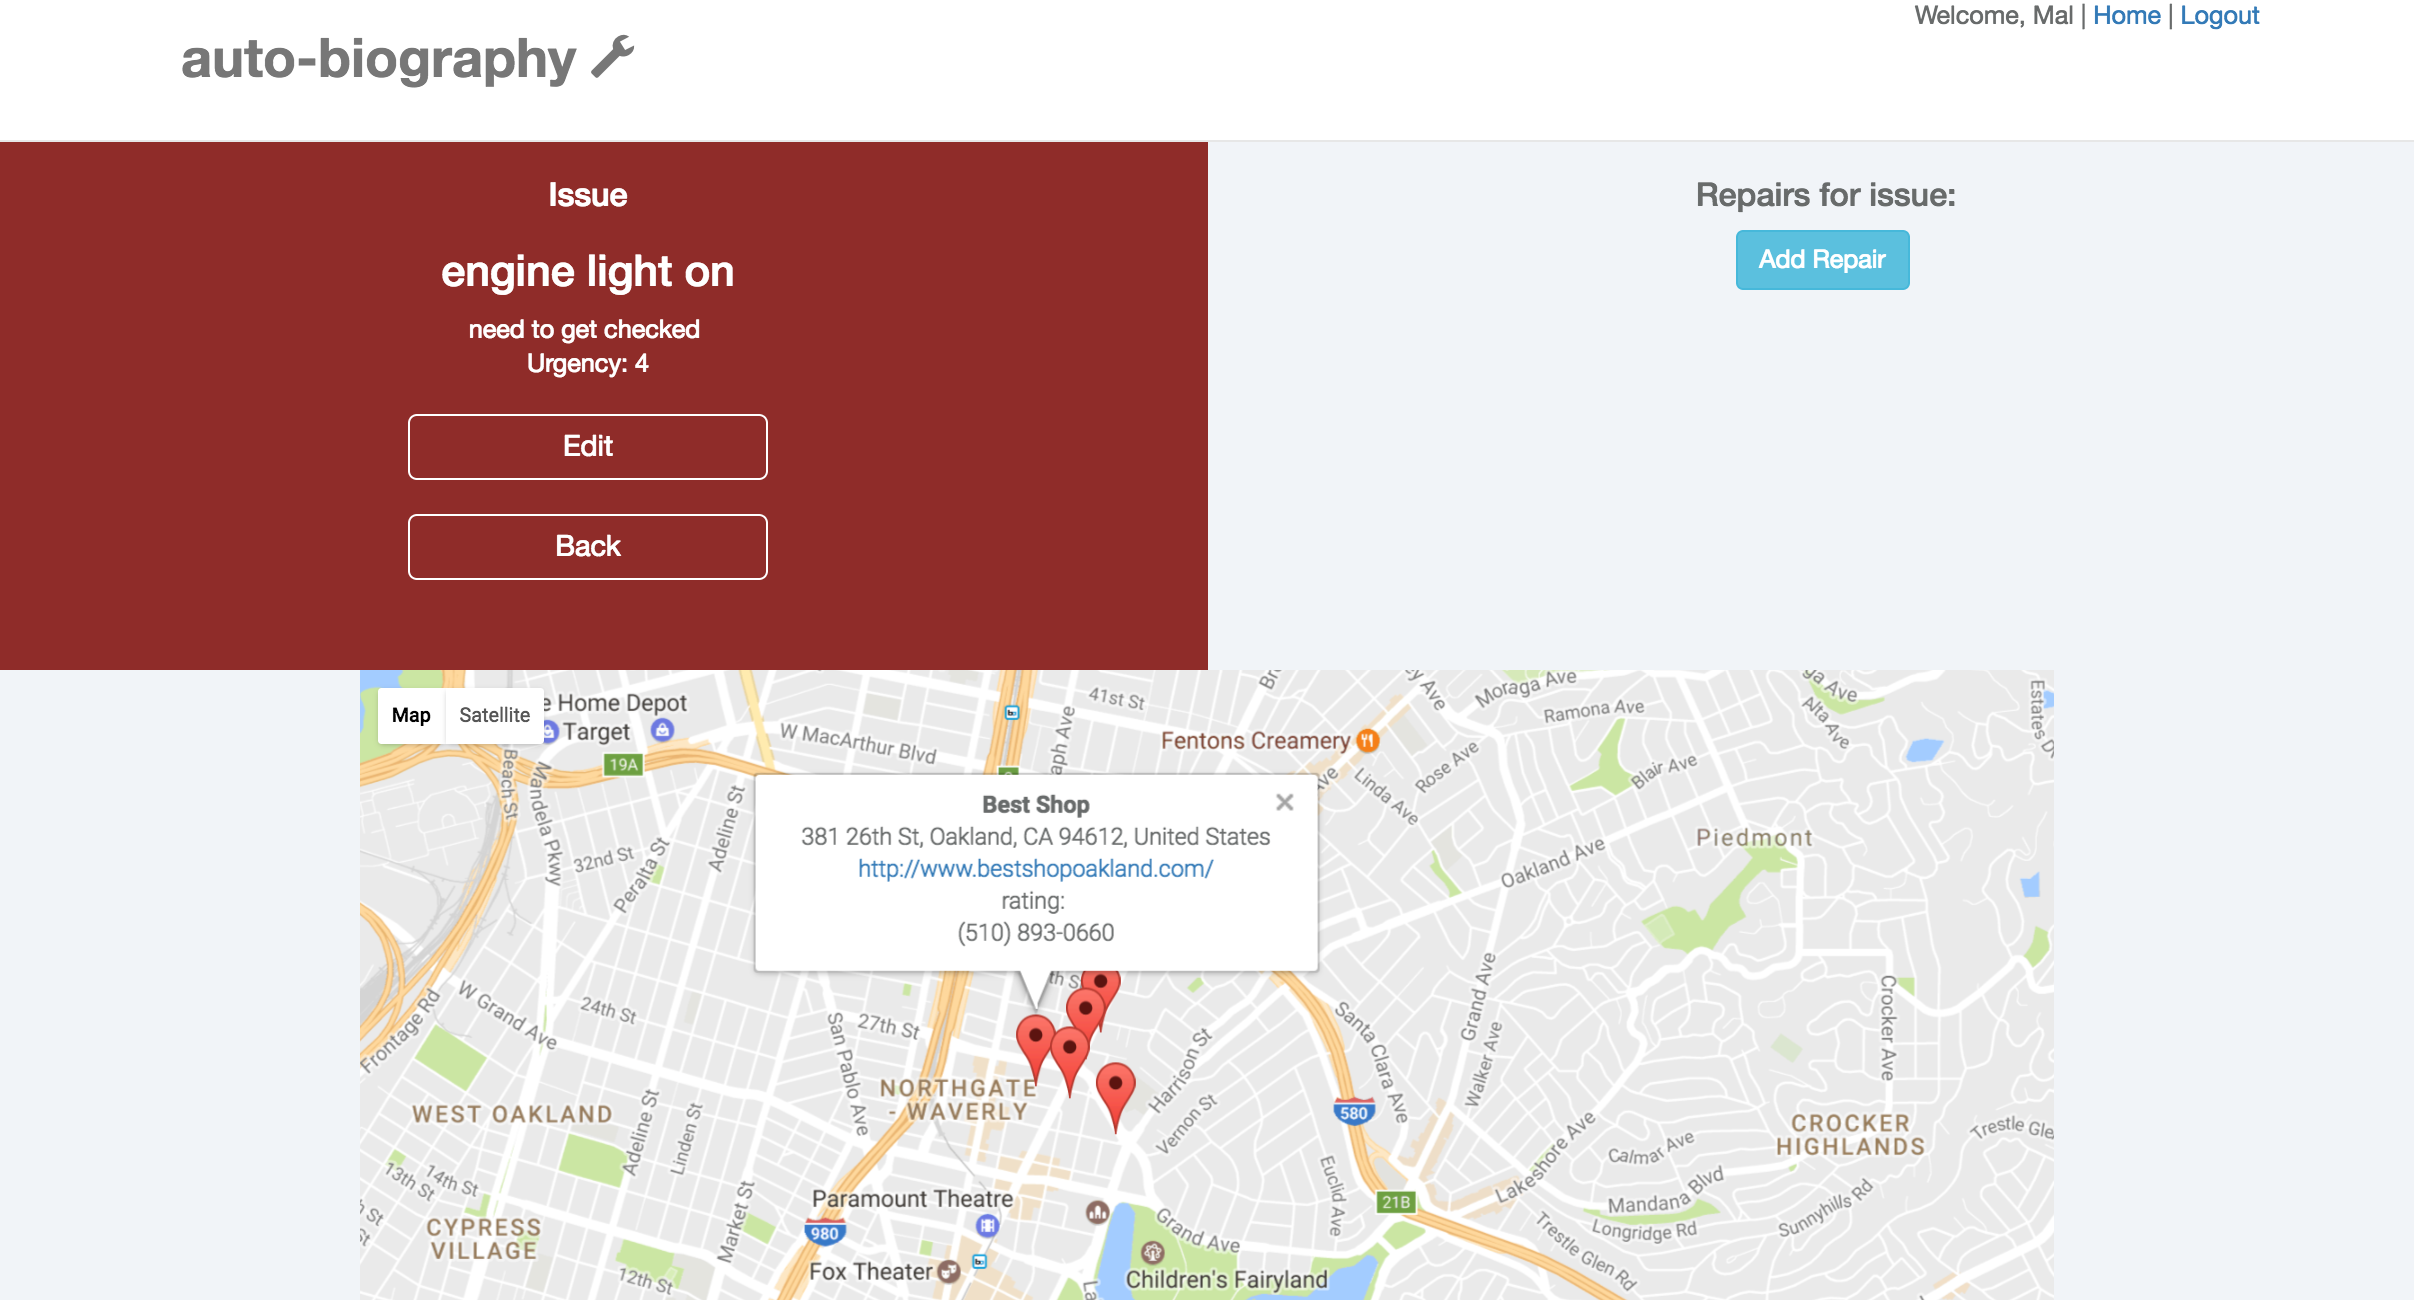 Welcome, Mal | Home | Logout
auto-biography
Issue
engine light on
need to get checked
Urgency: 4
Edit
Back
Repairs for issue:
Add Repair
Map
Satellite
Home Depot
Target
19A
Beach St
Mandela Pkwy
32nd St
Peralta St
Adeline St
W MacArthur Blvd
41st St
Fentons Creamery
Linda Ave
Rose Ave
Moraga Ave
Ramona Ave
Blair Ave
Alta Ave
Estates D
Piedmont
Oakland Ave
Best Shop
381 26th St, Oakland, CA 94612, United States
http://www.bestshopoakland.com/
rating:
(510) 893-0660
Frontage Rd
W Grand Ave
24th St
27th St
San Pablo Ave
NORTHGATE
- WAVERLY
WEST OAKLAND
Adeline St
Linden St
Market St
13th St
14th St
CYPRESS
VILLAGE
12th St
Paramount Theatre
980
Fox Theater
Harrison St
Vernon St
Grand Ave
Children's Fairyland
Euclid Ave
Santa Clara Ave
580
21B
Grand Ave
Walker Ave
Lakeshore Ave
Crocker Ave
CROCKER
HIGHLANDS
Calmar Ave
Mandana Blvd
Longridge Rd
Sunnyhills Rd
Trestle Glen Rd
Trestle Gle